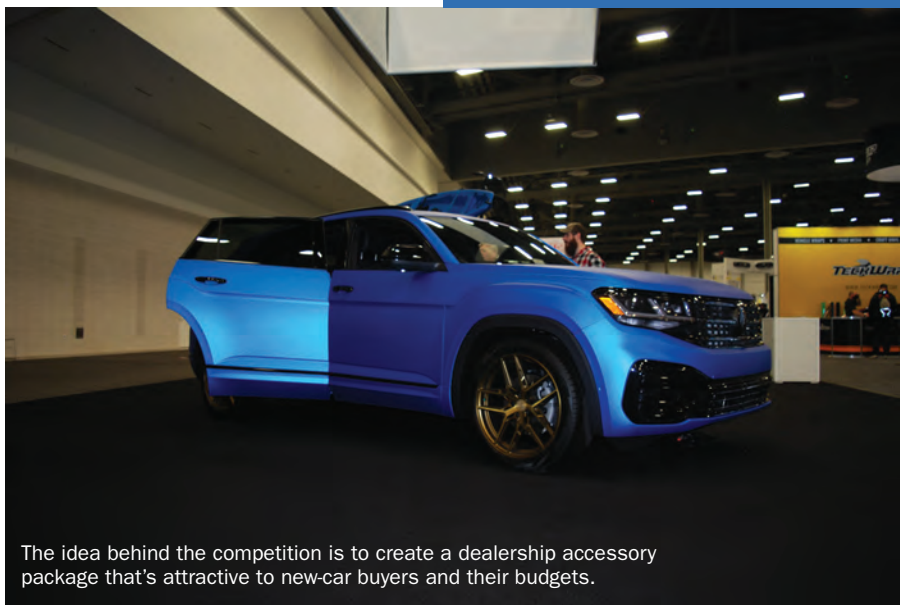 TECKWRAP
The idea behind the competition is to create a dealership accessory
package that's attractive to new-car buyers and their budgets.